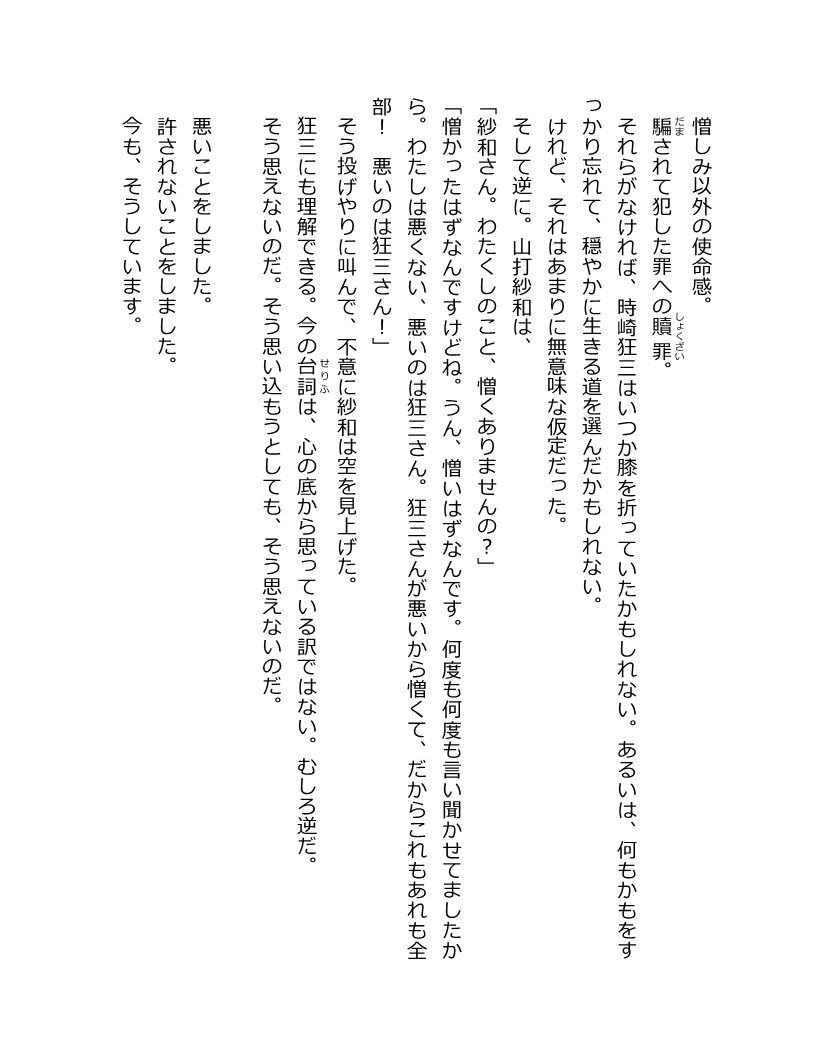 憎しみ以外の使命感。
騙されて犯した罪への贖罪。
それらがなければ、時崎狂三はいつか膝を折っていたかもしれない。あるいは、何もかもをす
っかり忘れて、穏やかに生きる道を選んだかもしれない。
けれど、それはあまりに無意味な仮定だった。
そして逆に。山打紗和は、
「紗和さん。わたくしのこと、憎くありませんの？」
「憎かったはずなんですけどね。うん、憎いはずなんです。何度も何度も言い聞かせてましたか
ら。わたしは悪くない、悪いのは狂三さん。狂三さんが悪いから憎くて、だからこれもあれも全
部！　悪いのは狂三さん！」
そう投げやりに叫んで、不意に紗和は空を見上げた。
狂三にも理解できる。今の台詞は、心の底から思っている訳ではない。むしろ逆だ。
そう思えないのだ。そう思い込もうとしても、そう思えないのだ。
悪いことをしました。
許されないことをしました。
今も、そうしています。